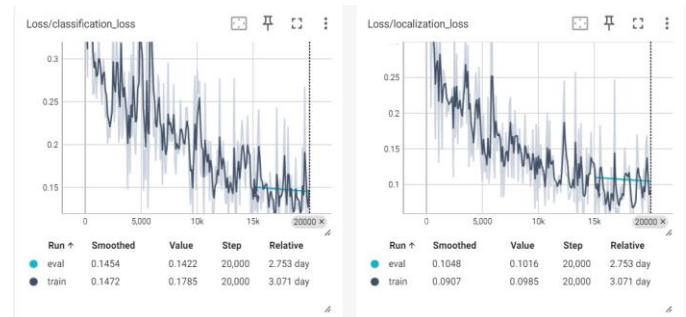 Loss/classification_loss
0.3
0.25
0.2
0.15
0 5,000 10k 15k 20000 ×
Run ↑ Smoothed Value Step Relative
eval 0.1454 0.1422 20,000 2.753 day
train 0.1472 0.1785 20,000 3.071 day
Loss/localization_loss
0.25
0.2
0.15
0.1
0 5,000 10k 15k 20000 ×
Run ↑ Smoothed Value Step Relative
eval 0.1048 0.1016 20,000 2.753 day
train 0.0907 0.0985 20,000 3.071 day